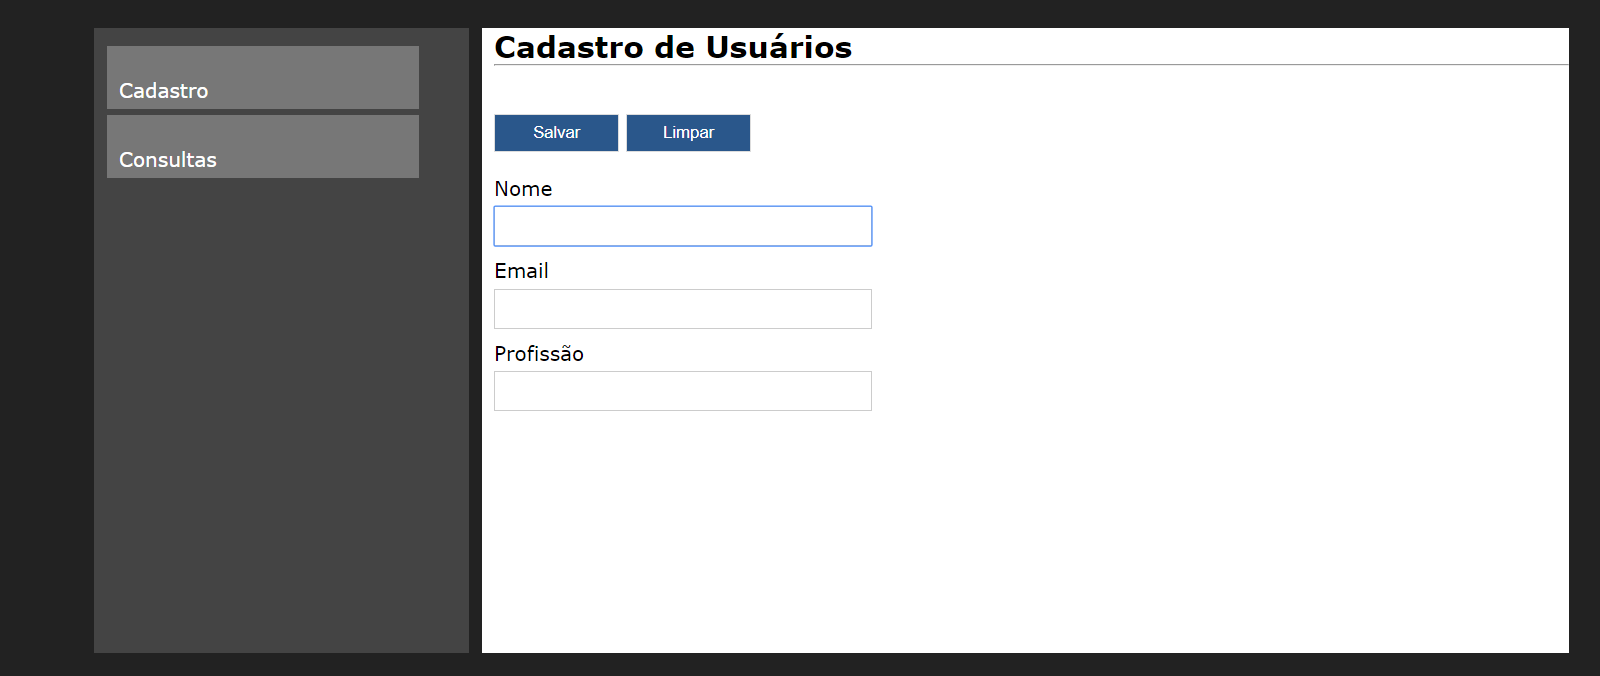 Cadastro
Consultas
Cadastro de Usuários
Salvar Limpar
Nome
Email
Profissão